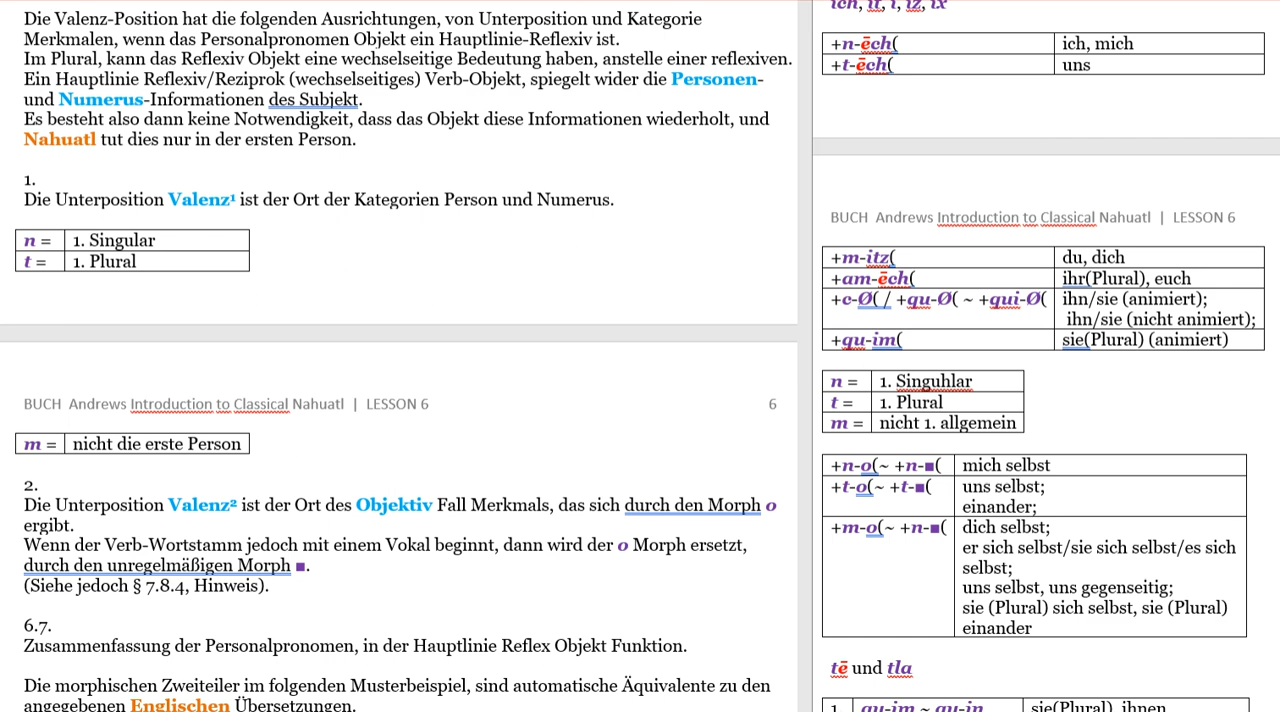 Die Valenz-Position hat die folgenden Ausrichtungen, von Unterposition und Kategorie
Merkmalen, wenn das Personalpronomen Objekt ein Hauptlinie-Reflexiv ist.
Im Plural, kann das Reflexiv Objekt eine wechselseitige Bedeutung haben, anstelle einer reflexiven.
Ein Hauptlinie Reflexiv/Reziprok (wechselseitiges) Verb-Objekt, spiegelt wider die Personen-
und Numerus-Informationen des Subjekt.
Es besteht also dann keine Notwendigkeit, dass das Objekt diese Informationen wiederholt, und
Nahuatl tut dies nur in der ersten Person.
1.
Die Unterposition Valenz¹ ist der Ort der Kategorien Person und Numerus.
n = 1. Singular
t = 1. Plural
BUCH Andrews Introduction to Classical Nahuatl | LESSON 6 6
m = nicht die erste Person
2.
Die Unterposition Valenz² ist der Ort des Objektiv Fall Merkmals, das sich durch den Morph o
ergibt.
Wenn der Verb-Wortstamm jedoch mit einem Vokal beginnt, dann wird der o Morph ersetzt,
durch den unregelmäßigen Morph ■.
(Siehe jedoch § 7.8.4, Hinweis).
6.7.
Zusammenfassung der Personalpronomen, in der Hauptlinie Reflex Objekt Funktion.
Die morphischen Zweiteiler im folgenden Musterbeispiel, sind automatische Äquivalente zu den
angegebenen Englischen Übersetzungen.
ich, it, i, iz, ix
+n-ēch( ich, mich
+t-ēch( uns
BUCH Andrews Introduction to Classical Nahuatl | LESSON 6
+m-itz( du, dich
+am-ēch( ihr(Plural), euch
+c-Ø( / +qu-Ø( ~ +qui-Ø( ihn/sie (animiert);
ihn/sie (nicht animiert);
+qu-im( sie(Plural) (animiert)
n = 1. Singuhlar
t = 1. Plural
m = nicht 1. allgemein
+n-o(~ +n-■( mich selbst
+t-o(~ +t-■( uns selbst;
einander;
+m-o(~ +n-■( dich selbst;
er sich selbst/sie sich selbst/es sich
selbst;
uns selbst, uns gegenseitig;
sie (Plural) sich selbst, sie (Plural)
einander
tē und tla
1. qu-im ~ qu-in sie(Plural), ihnen